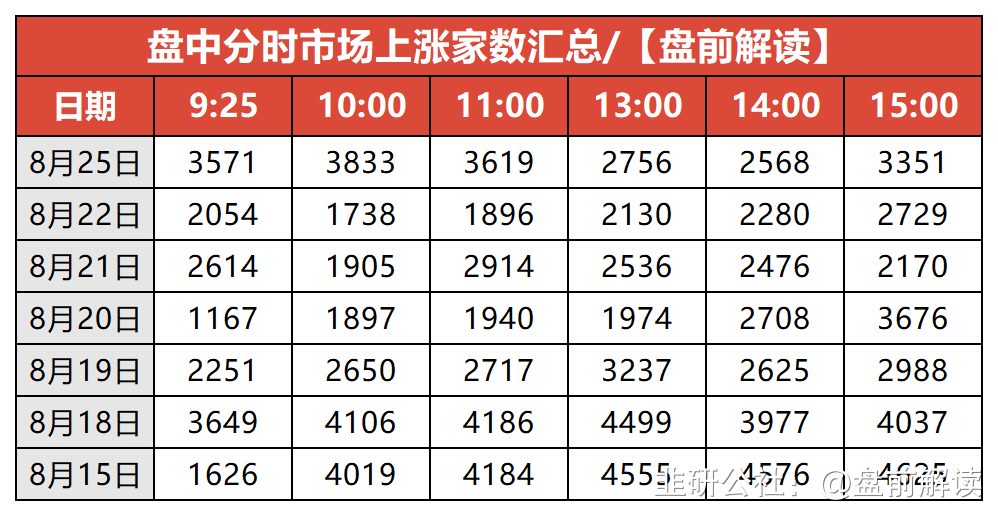 盘中分时市场上涨家数汇总/【盘前解读】
日期 9:25 10:00 11:00 13:00 14:00 15:00
8月25日 3571 3833 3619 2756 2568 3351
8月22日 2054 1738 1896 2130 2280 2729
8月21日 2614 1905 2914 2536 2476 2170
8月20日 1167 1897 1940 1974 2708 3676
8月19日 2251 2650 2717 3237 2625 2988
8月18日 3649 4106 4186 4499 3977 4037
8月15日 1626 4019 4184 4555 4576 4625
韭研公社：@盘前解读